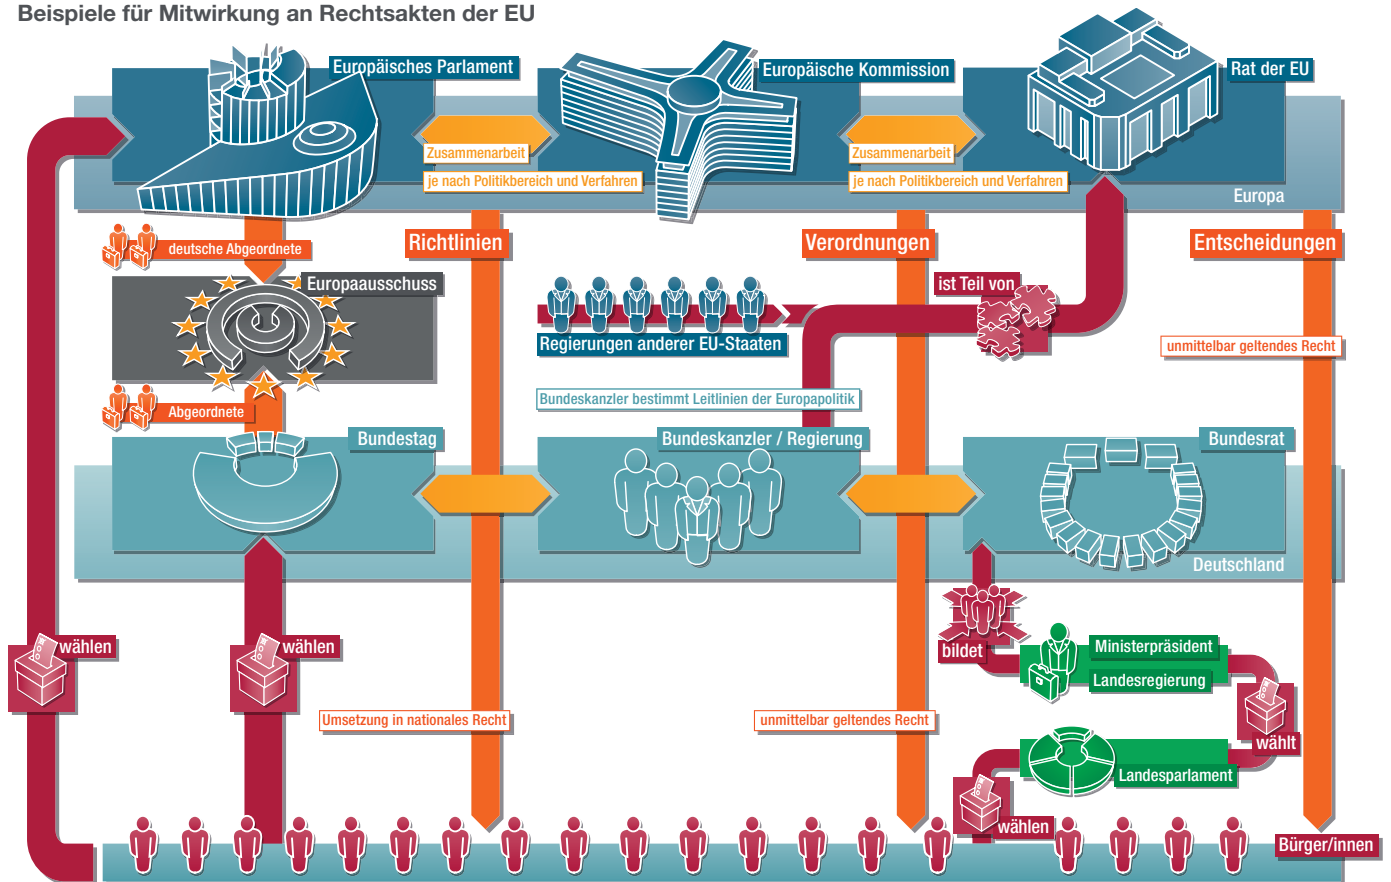 Beispiele für Mitwirkung an Rechtsakten der EU
Europäisches Parlament
Europäische Kommission
Rat der EU
Zusammenarbeit
je nach Politikbereich und Verfahren
Zusammenarbeit
je nach Politikbereich und Verfahren
Europa
deutsche Abgeordnete
Richtlinien
Verordnungen
Entscheidungen
Europaausschuss
ist Teil von
Regierungen anderer EU-Staaten
unmittelbar geltendes Recht
Bundeskanzler bestimmt Leitlinien der Europapolitik
Abgeordnete
Bundestag
Bundeskanzler / Regierung
Bundesrat
Deutschland
wählen
wählen
bildet
Ministerpräsident
Landesregierung
Umsetzung in nationales Recht
unmittelbar geltendes Recht
wählt
Landesparlament
wählen
Bürger/innen